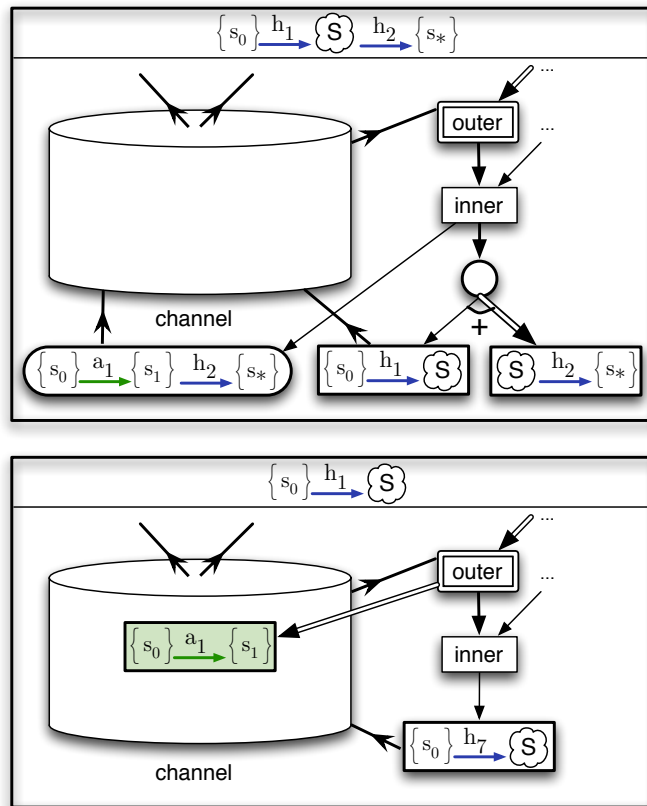 {s₀} h₁ S h₂ {s*}
...
outer
...
inner
channel
+
{s₀} a₁ {s₁} h₂ {s*}
{s₀} h₁ S
S h₂ {s*}
{s₀} h₁ S
...
outer
...
{s₀} a₁ {s₁}
inner
{s₀} h₇ S
channel